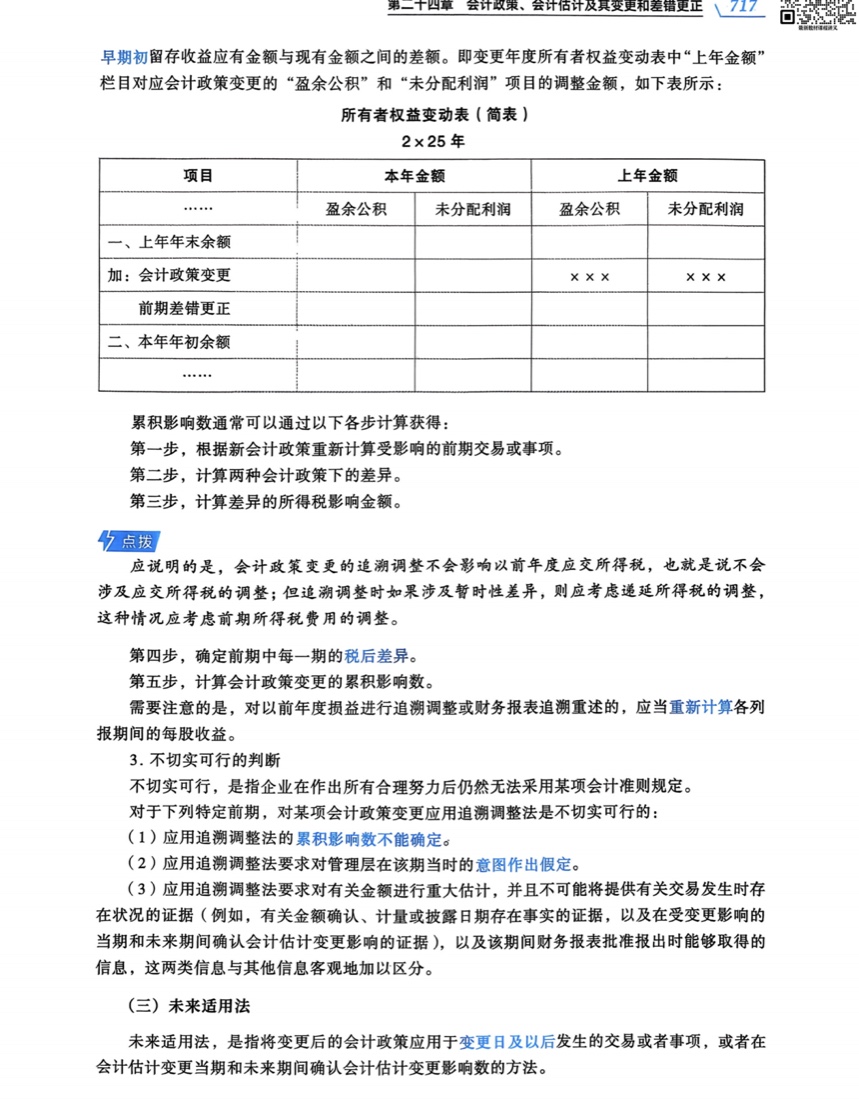 第二十四章 会计政策、会计估计及其变更和差错更正 717
早期初留存收益应有金额与现有金额之间的差额。即变更年度所有者权益变动表中“上年金额”
栏目对应会计政策变更的“盈余公积”和“未分配利润”项目的调整金额，如下表所示：
所有者权益变动表（简表）
2×25 年
项目 本年金额 上年金额
…… 盈余公积 未分配利润 盈余公积 未分配利润
一、上年年末余额
加：会计政策变更 ××× ×××
前期差错更正
二、本年年初余额
……
累积影响数通常可以通过以下各步计算获得：
第一步，根据新会计政策重新计算受影响的前期交易或事项。
第二步，计算两种会计政策下的差异。
第三步，计算差异的所得税影响金额。
点拨
应说明的是，会计政策变更的追溯调整不会影响以前年度应交所得税，也就是说不会
涉及应交所得税的调整；但追溯调整时如果涉及暂时性差异，则应考虑递延所得税的调整，
这种情况应考虑前期所得税费用的调整。
第四步，确定前期中每一期的税后差异。
第五步，计算会计政策变更的累积影响数。
需要注意的是，对以前年度损益进行追溯调整或财务报表追溯重述的，应当重新计算各列
报期间的每股收益。
3. 不切实可行的判断
不切实可行，是指企业在作出所有合理努力后仍然无法采用某项会计准则规定。
对于下列特定前期，对某项会计政策变更应用追溯调整法是不切实可行的：
（1）应用追溯调整法的累积影响数不能确定。
（2）应用追溯调整法要求对管理层在该期当时的意图作出假定。
（3）应用追溯调整法要求对有关金额进行重大估计，并且不可能将提供有关交易发生时存
在状况的证据（例如，有关金额确认、计量或披露日期存在事实的证据，以及在受变更影响的
当期和未来期间确认会计估计变更影响的证据），以及该期间财务报表批准报出时能够取得的
信息，这两类信息与其他信息客观地加以区分。
（三）未来适用法
未来适用法，是指将变更后的会计政策应用于变更日及以后发生的交易或者事项，或者在
会计估计变更当期和未来期间确认会计估计变更影响数的方法。